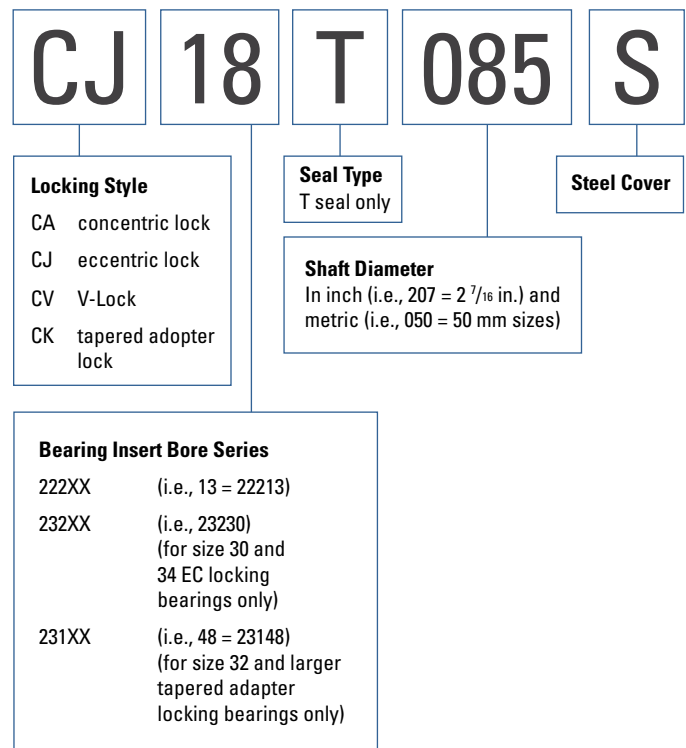 CJ 18 T 085 S
Locking Style
CA concentric lock
CJ eccentric lock
CV V-Lock
CK tapered adopter
lock
Seal Type
T seal only
Steel Cover
Shaft Diameter
In inch (i.e., 207 = 2 7/16 in.) and
metric (i.e., 050 = 50 mm sizes)
Bearing Insert Bore Series
222XX (i.e., 13 = 22213)
232XX (i.e., 23230)
(for size 30 and
34 EC locking
bearings only)
231XX (i.e., 48 = 23148)
(for size 32 and larger
tapered adapter
locking bearings only)